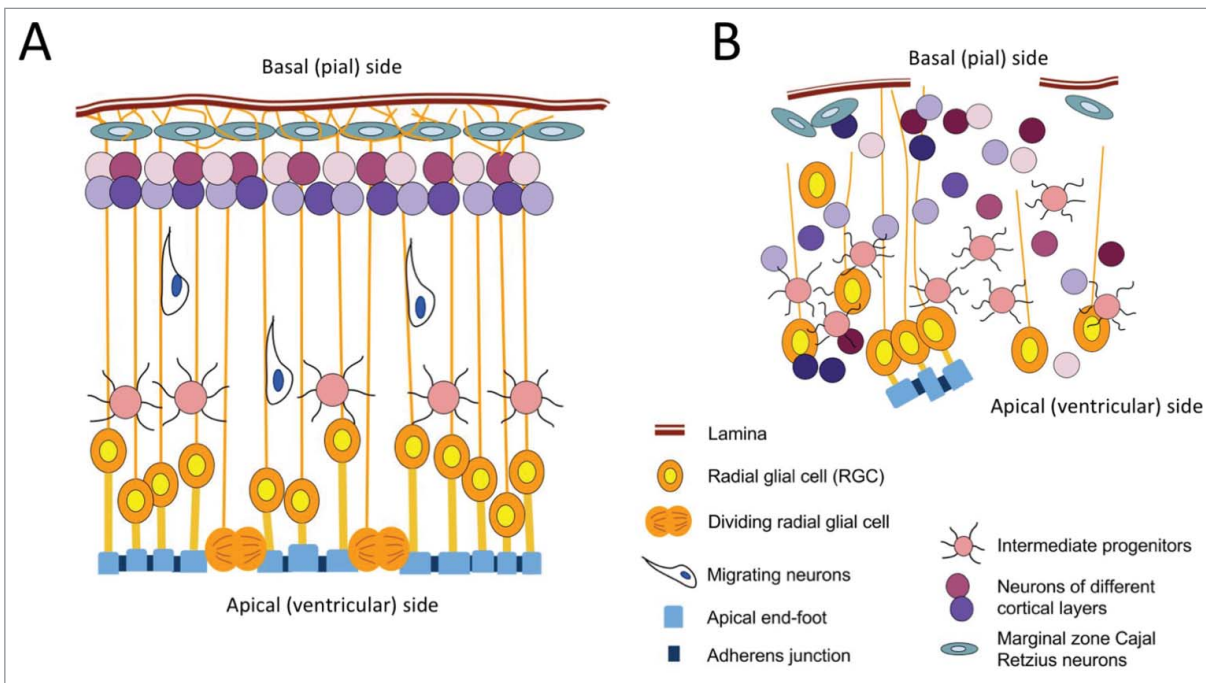 A
Basal (pial) side
Apical (ventricular) side
B
Basal (pial) side
Apical (ventricular) side
Lamina
Radial glial cell (RGC)
Dividing radial glial cell
Migrating neurons
Apical end-foot
Adherens junction
Intermediate progenitors
Neurons of different
cortical layers
Marginal zone Cajal
Retzius neurons